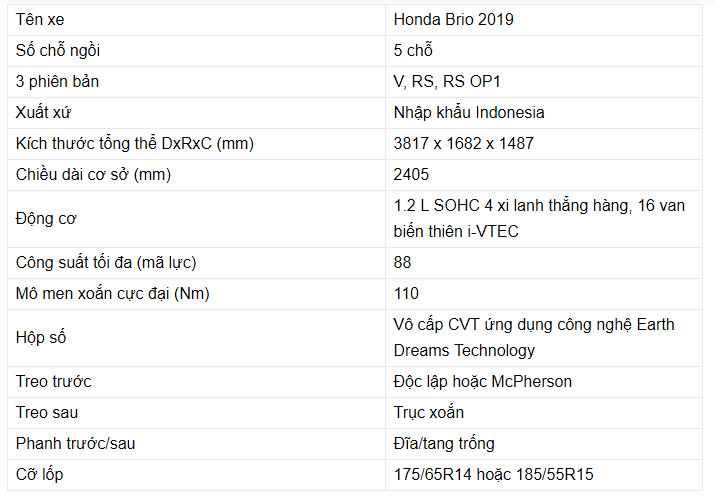 Tên xe Honda Brio 2019
Số chỗ ngồi 5 chỗ
3 phiên bản V, RS, RS OP1
Xuất xứ Nhập khẩu Indonesia
Kích thước tổng thể DxRxC (mm) 3817 x 1682 x 1487
Chiều dài cơ sở (mm) 2405
Động cơ 1.2 L SOHC 4 xi lanh thẳng hàng, 16 van
biến thiên i-VTEC
Công suất tối đa (mã lực) 88
Mô men xoắn cực đại (Nm) 110
Hộp số Vô cấp CVT ứng dụng công nghệ Earth
Dreams Technology
Treo trước Độc lập hoặc McPherson
Treo sau Trục xoắn
Phanh trước/sau Đĩa/tang trống
Cỡ lốp 175/65R14 hoặc 185/55R15